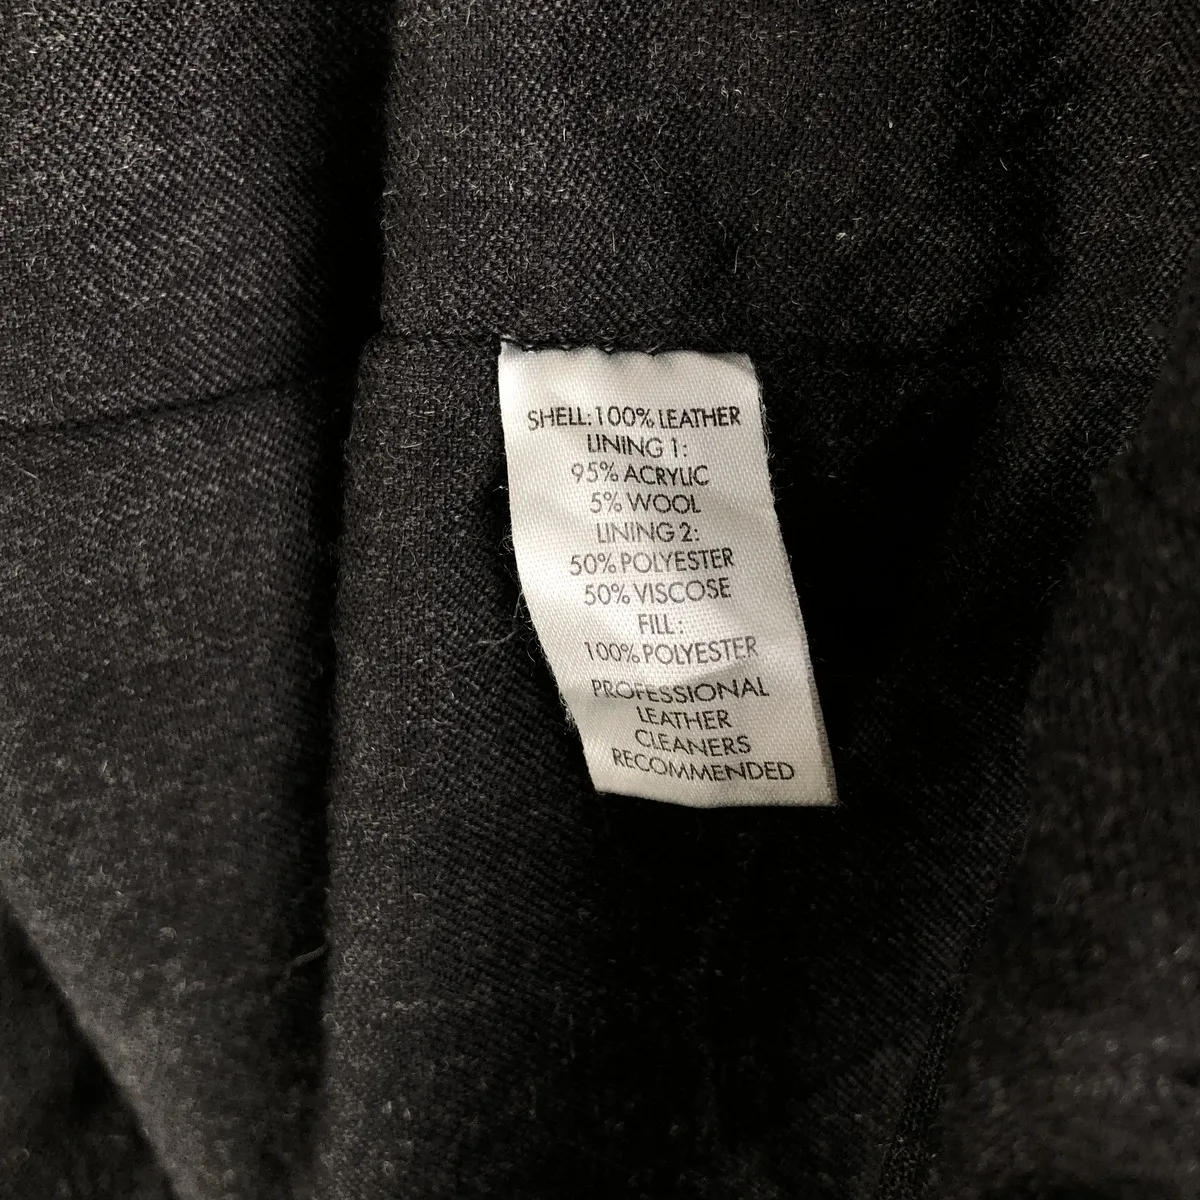 SHELL: 100% LEATHER
LINING 1:
95% ACRYLIC
5% WOOL
LINING 2:
50% POLYESTER
50% VISCOSE
FILL:
100% POLYESTER
PROFESSIONAL
LEATHER
CLEANERS
RECOMMENDED